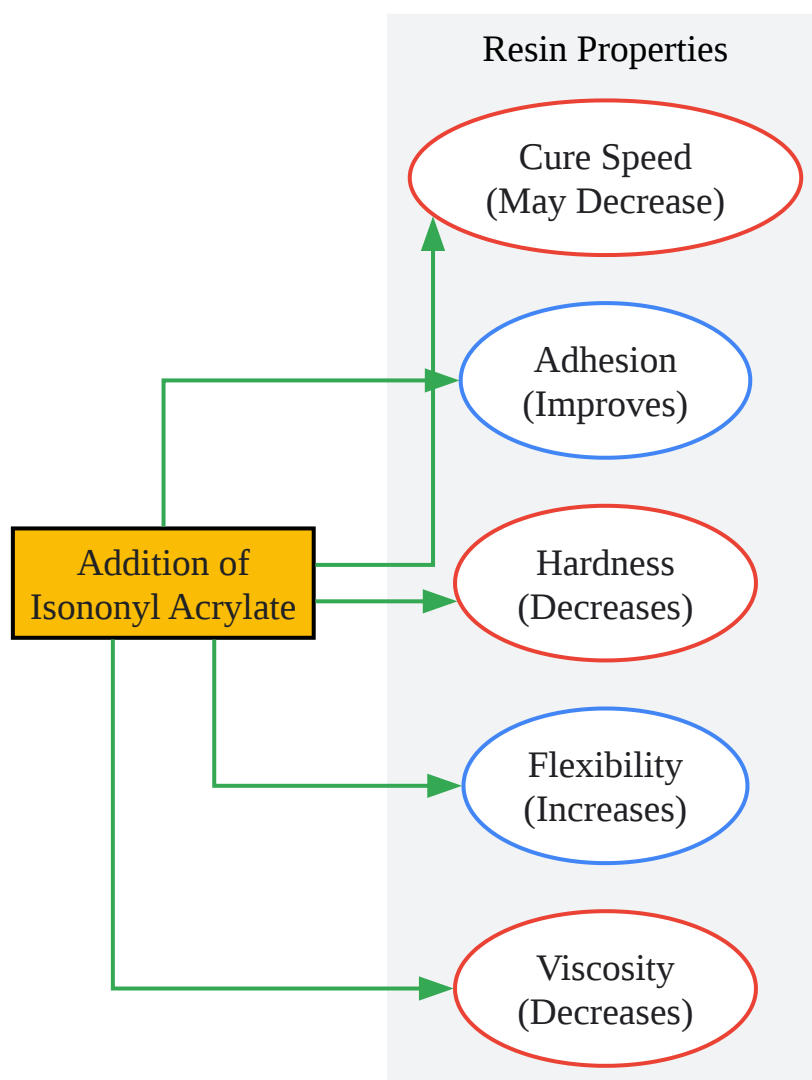 Resin Properties
Cure Speed
(May Decrease)
Adhesion
(Improves)
Addition of
Isononyl Acrylate
Hardness
(Decreases)
Flexibility
(Increases)
Viscosity
(Decreases)